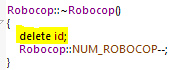 Robocop::~Robocop()
{
delete id;
Robocop::NUM_ROBOCOP--;
}